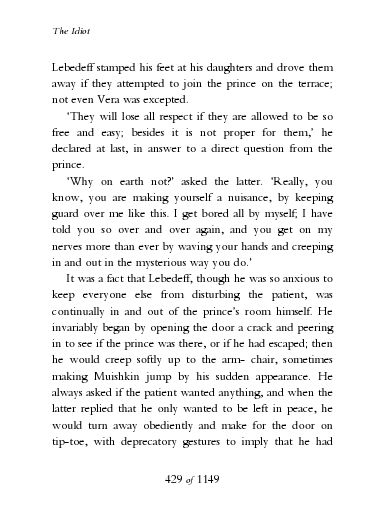 The Idiot
Lebedeff stamped his feet at his daughters and drove them
away if they attempted to join the prince on the terrace;
not even Vera was excepted.
‘They will lose all respect if they are allowed to be so
free and easy; besides it is not proper for them,’ he
declared at last, in answer to a direct question from the
prince.
‘Why on earth not?’ asked the latter. ‘Really, you
know, you are making yourself a nuisance, by keeping
guard over me like this. I get bored all by myself; I have
told you so over and over again, and you get on my
nerves more than ever by waving your hands and creeping
in and out in the mysterious way you do.’
It was a fact that Lebedeff, though he was so anxious to
keep everyone else from disturbing the patient, was
continually in and out of the prince’s room himself. He
invariably began by opening the door a crack and peering
in to see if the prince was there, or if he had escaped; then
he would creep softly up to the arm- chair, sometimes
making Muishkin jump by his sudden appearance. He
always asked if the patient wanted anything, and when the
latter replied that he only wanted to be left in peace, he
would turn away obediently and make for the door on
tip-toe, with deprecatory gestures to imply that he had
429 of 1149